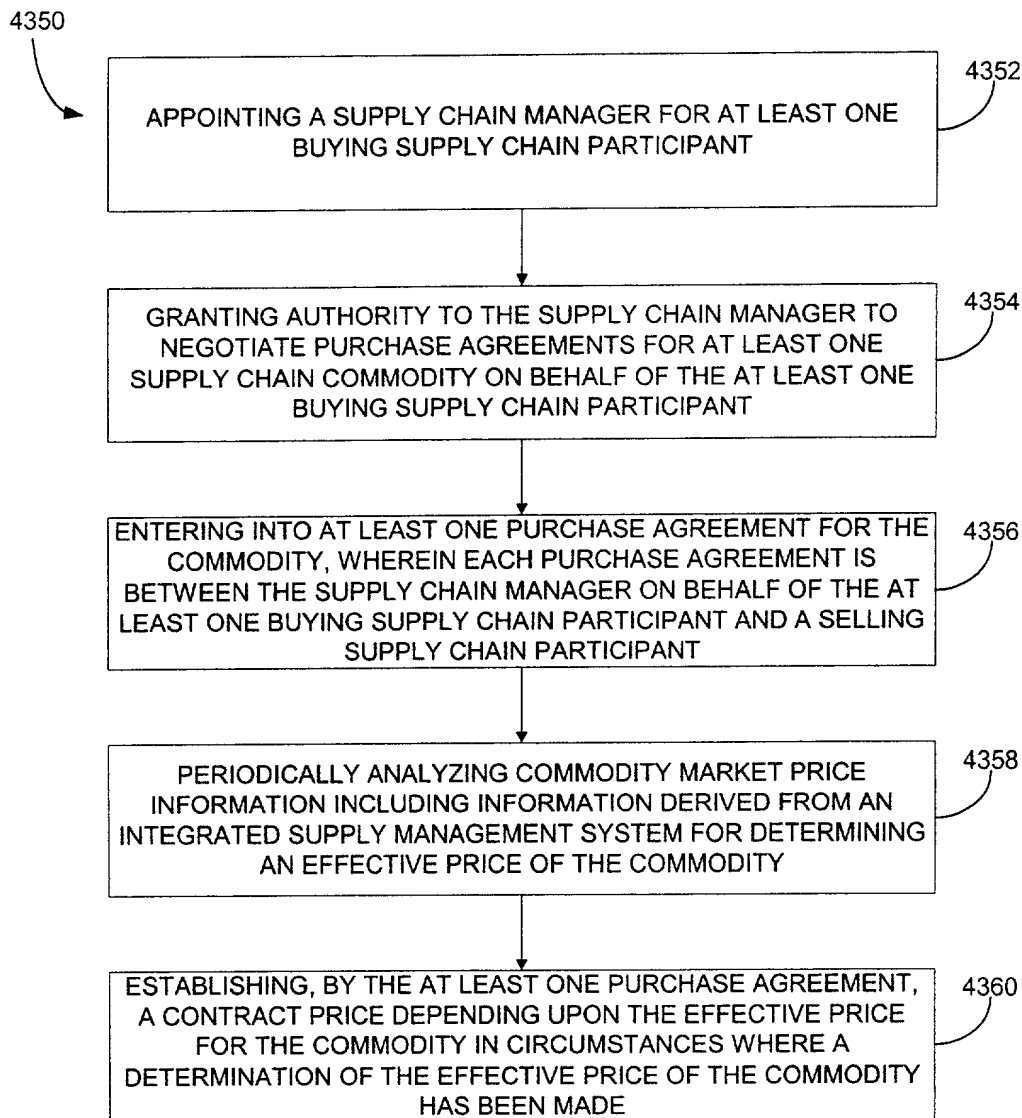 4350
4352
APPOINTING A SUPPLY CHAIN MANAGER FOR AT LEAST ONE
BUYING SUPPLY CHAIN PARTICIPANT
4354
GRANTING AUTHORITY TO THE SUPPLY CHAIN MANAGER TO
NEGOTIATE PURCHASE AGREEMENTS FOR AT LEAST ONE
SUPPLY CHAIN COMMODITY ON BEHALF OF THE AT LEAST ONE
BUYING SUPPLY CHAIN PARTICIPANT
4356
ENTERING INTO AT LEAST ONE PURCHASE AGREEMENT FOR THE
COMMODITY, WHEREIN EACH PURCHASE AGREEMENT IS
BETWEEN THE SUPPLY CHAIN MANAGER ON BEHALF OF THE AT
LEAST ONE BUYING SUPPLY CHAIN PARTICIPANT AND A SELLING
SUPPLY CHAIN PARTICIPANT
4358
PERIODICALLY ANALYZING COMMODITY MARKET PRICE
INFORMATION INCLUDING INFORMATION DERIVED FROM AN
INTEGRATED SUPPLY MANAGEMENT SYSTEM FOR DETERMINING
AN EFFECTIVE PRICE OF THE COMMODITY
4360
ESTABLISHING, BY THE AT LEAST ONE PURCHASE AGREEMENT,
A CONTRACT PRICE DEPENDING UPON THE EFFECTIVE PRICE
FOR THE COMMODITY IN CIRCUMSTANCES WHERE A
DETERMINATION OF THE EFFECTIVE PRICE OF THE COMMODITY
HAS BEEN MADE